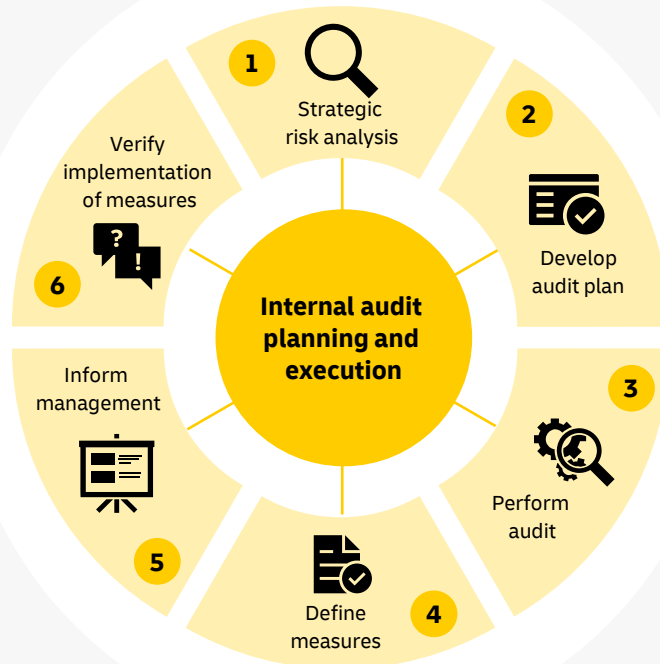 1
Strategic
risk analysis
2
Develop
audit plan
3
Perform
audit
4
Define
measures
5
Inform
management
6
Verify
implementation
of measures
?
!
Internal audit
planning and
execution